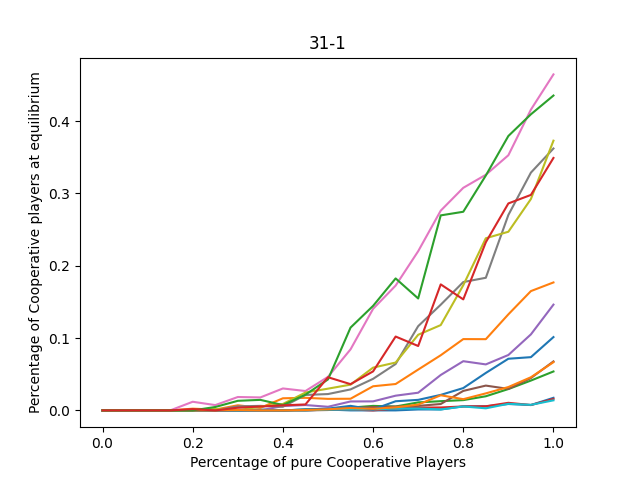 31-1
Percentage of Cooperative players at equilibrium
0.4
0.3
0.2
0.1
0.0
0.0 0.2 0.4 0.6 0.8 1.0
Percentage of pure Cooperative Players